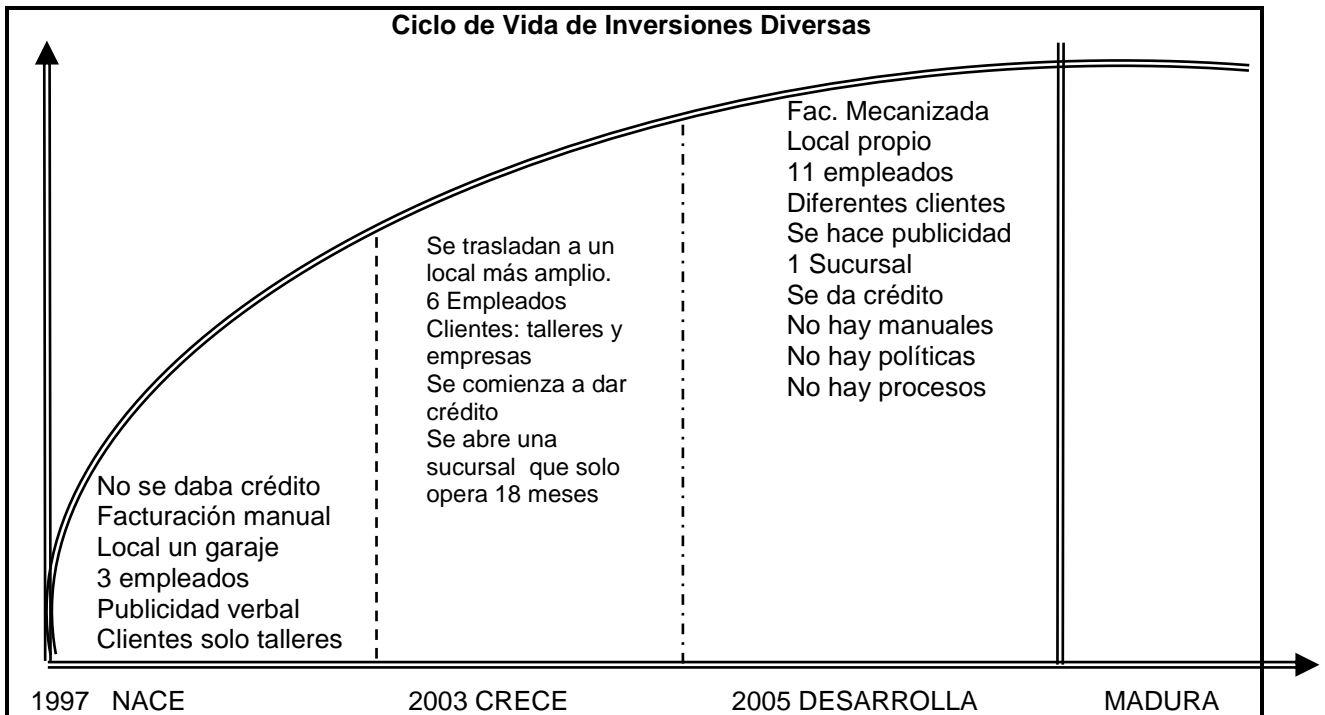 Ciclo de Vida de Inversiones Diversas
No se daba crédito
Facturación manual
Local un garaje
3 empleados
Publicidad verbal
Clientes solo talleres
Se trasladan a un
local más amplio.
6 Empleados
Clientes: talleres y
empresas
Se comienza a dar
crédito
Se abre una
sucursal que solo
opera 18 meses
Fac. Mecanizada
Local propio
11 empleados
Diferentes clientes
Se hace publicidad
1 Sucursal
Se da crédito
No hay manuales
No hay políticas
No hay procesos
1997 NACE
2003 CRECE
2005 DESARROLLA
MADURA